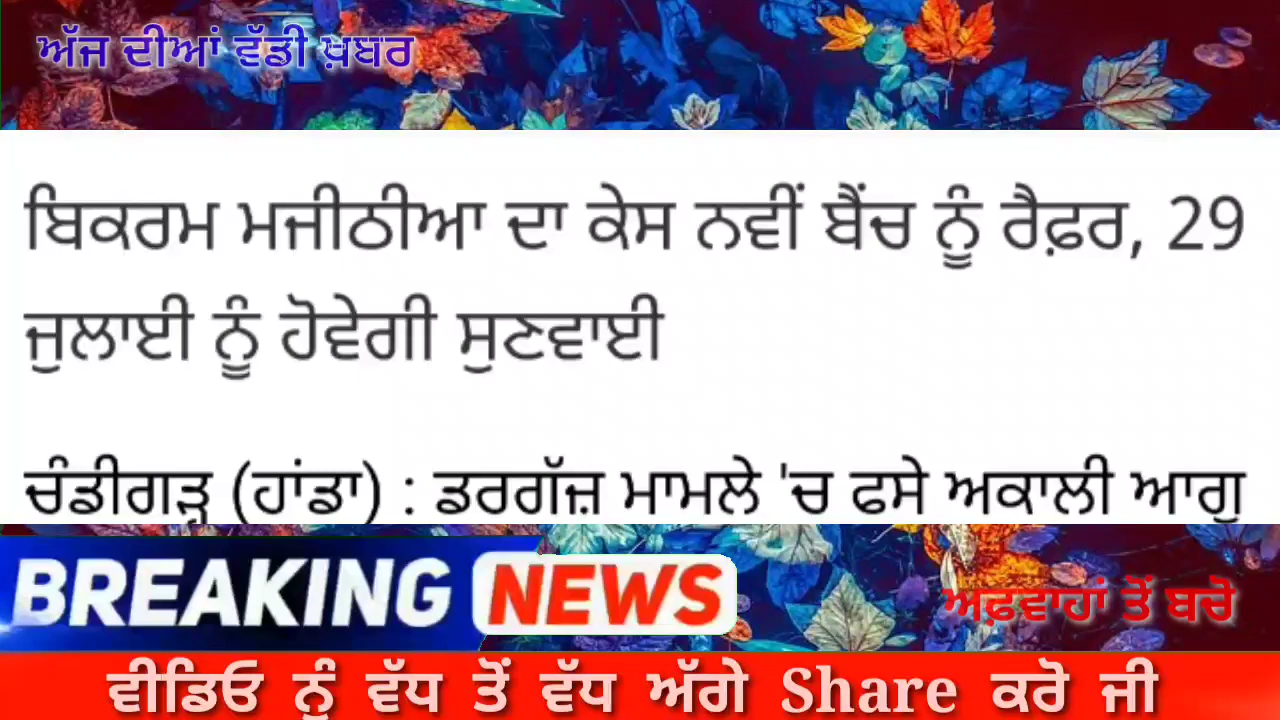 ਅੱਜ ਦੀਆਂ ਵੱਡੀ ਖ਼ਬਰ
ਬਿਕਰਮ ਮਜੀਠੀਆ ਦਾ ਕੇਸ ਨਵੀਂ ਬੈਂਚ ਨੂੰ ਰੈਫ਼ਰ, 29
ਜੁਲਾਈ ਨੂੰ ਹੋਵੇਗੀ ਸੁਣਵਾਈ
ਚੰਡੀਗੜ੍ਹ (ਹਾਂਡਾ) : ਡਰਗੱਜ਼ ਮਾਮਲੇ 'ਚ ਫਸੇ ਅਕਾਲੀ ਆਗੂ
BREAKING NEWS
ਅਫ਼ਵਾਹਾਂ ਤੋਂ ਬਚੋ
ਵੀਡਿਓ ਨੂੰ ਵੱਧ ਤੋਂ ਵੱਧ ਅੱਗੇ Share ਕਰੋ ਜੀ